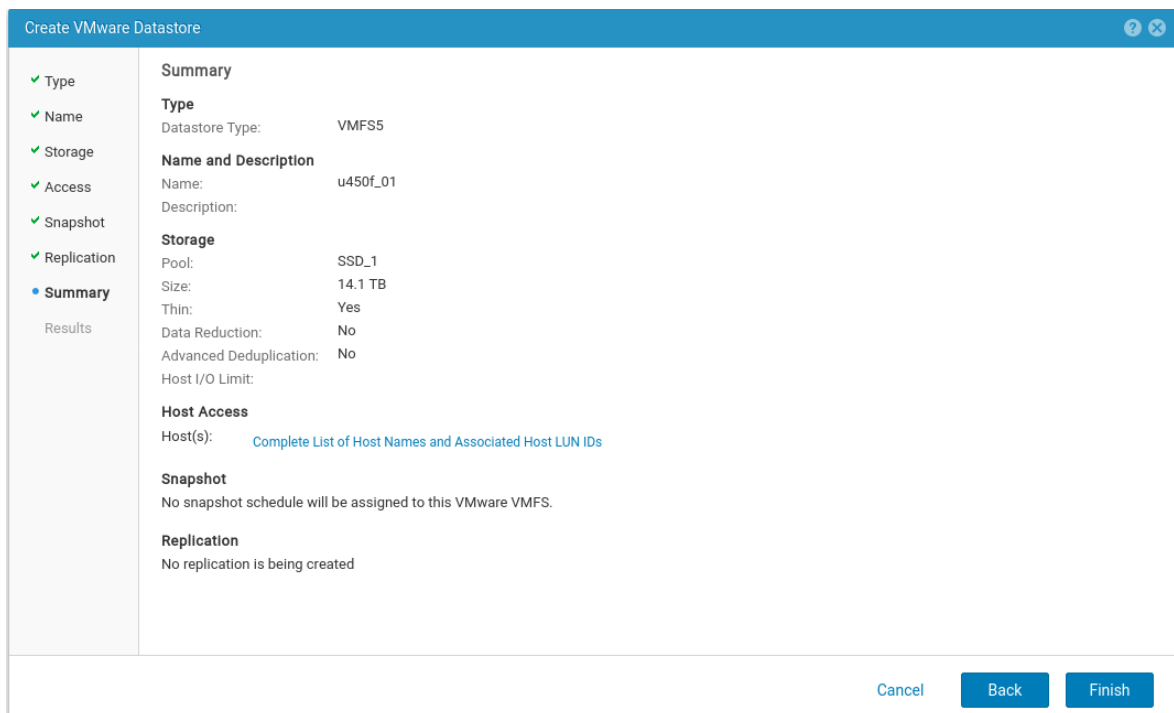 Create VMware Datastore
Type
Name
Storage
Access
Snapshot
Replication
Summary
Results
Summary
Type
Datastore Type: VMFS5
Name and Description
Name: u450f_01
Description:
Storage
Pool: SSD_1
Size: 14.1 TB
Thin: Yes
Data Reduction: No
Advanced Deduplication: No
Host I/O Limit:
Host Access
Host(s): Complete List of Host Names and Associated Host LUN IDs
Snapshot
No snapshot schedule will be assigned to this VMware VMFS.
Replication
No replication is being created
Cancel Back Finish